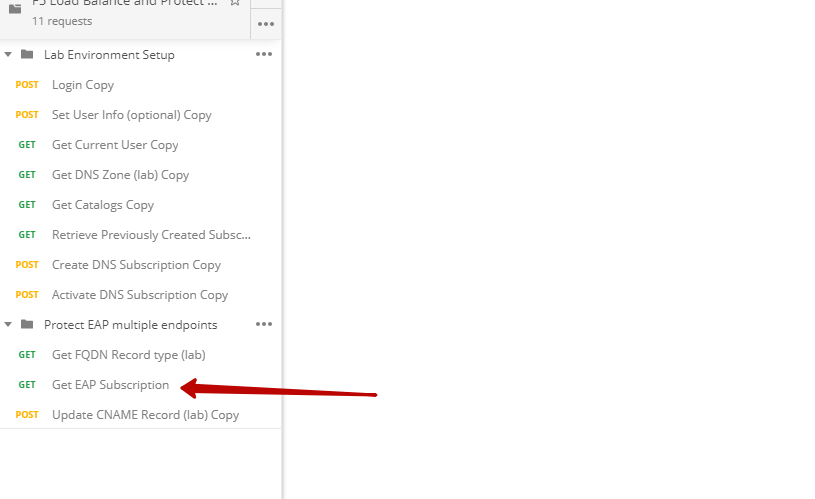 F5 Load Balance and Protect ...
11 requests
Lab Environment Setup
POST Login Copy
POST Set User Info (optional) Copy
GET Get Current User Copy
GET Get DNS Zone (lab) Copy
GET Get Catalogs Copy
GET Retrieve Previously Created Subsc...
POST Create DNS Subscription Copy
POST Activate DNS Subscription Copy
Protect EAP multiple endpoints
GET Get FQDN Record type (lab)
GET Get EAP Subscription
POST Update CNAME Record (lab) Copy